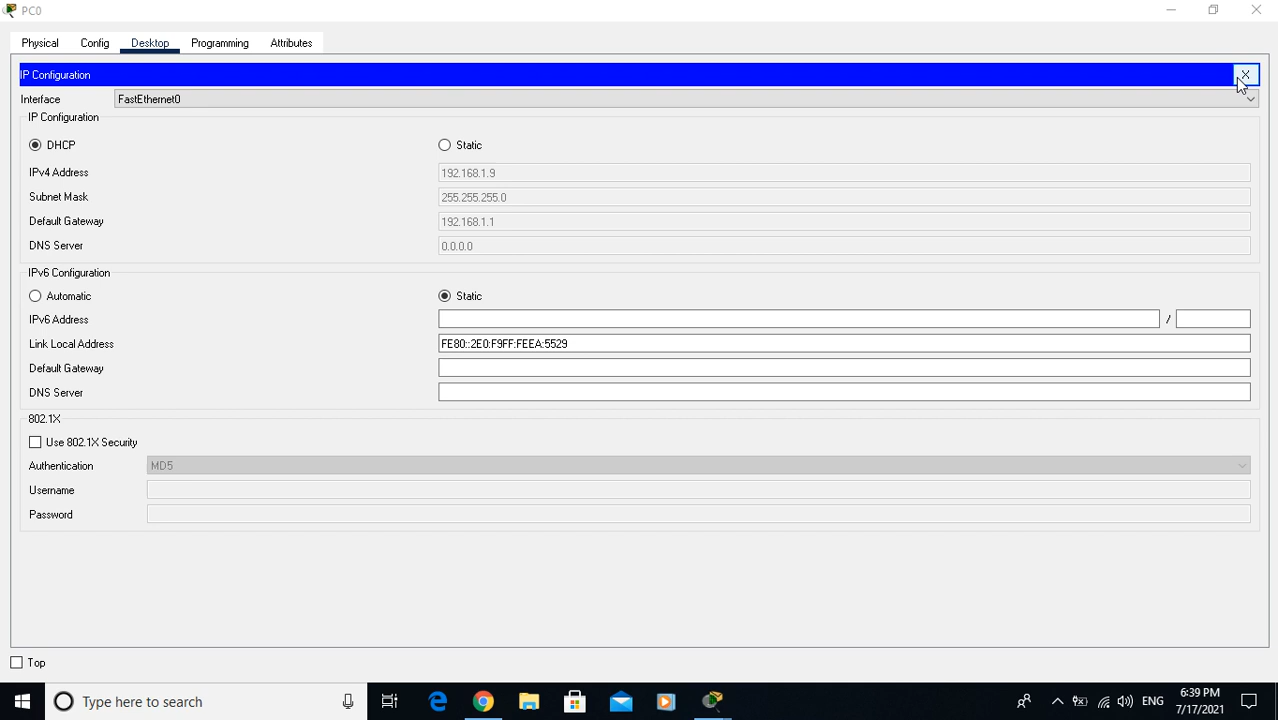 PC0
Physical Config Desktop Programming Attributes
IP Configuration X
Interface FastEthernet0
IP Configuration
DHCP Static
IPv4 Address 192.168.1.9
Subnet Mask 255.255.255.0
Default Gateway 192.168.1.1
DNS Server 0.0.0.0
IPv6 Configuration
Automatic Static
IPv6 Address /
Link Local Address FE80::2E0:F9FF:FEEA:5529
Default Gateway
DNS Server
802.1X
Use 802.1X Security
Authentication MD5
Username
Password
Top
Type here to search ENG 6:39 PM
7/17/2021